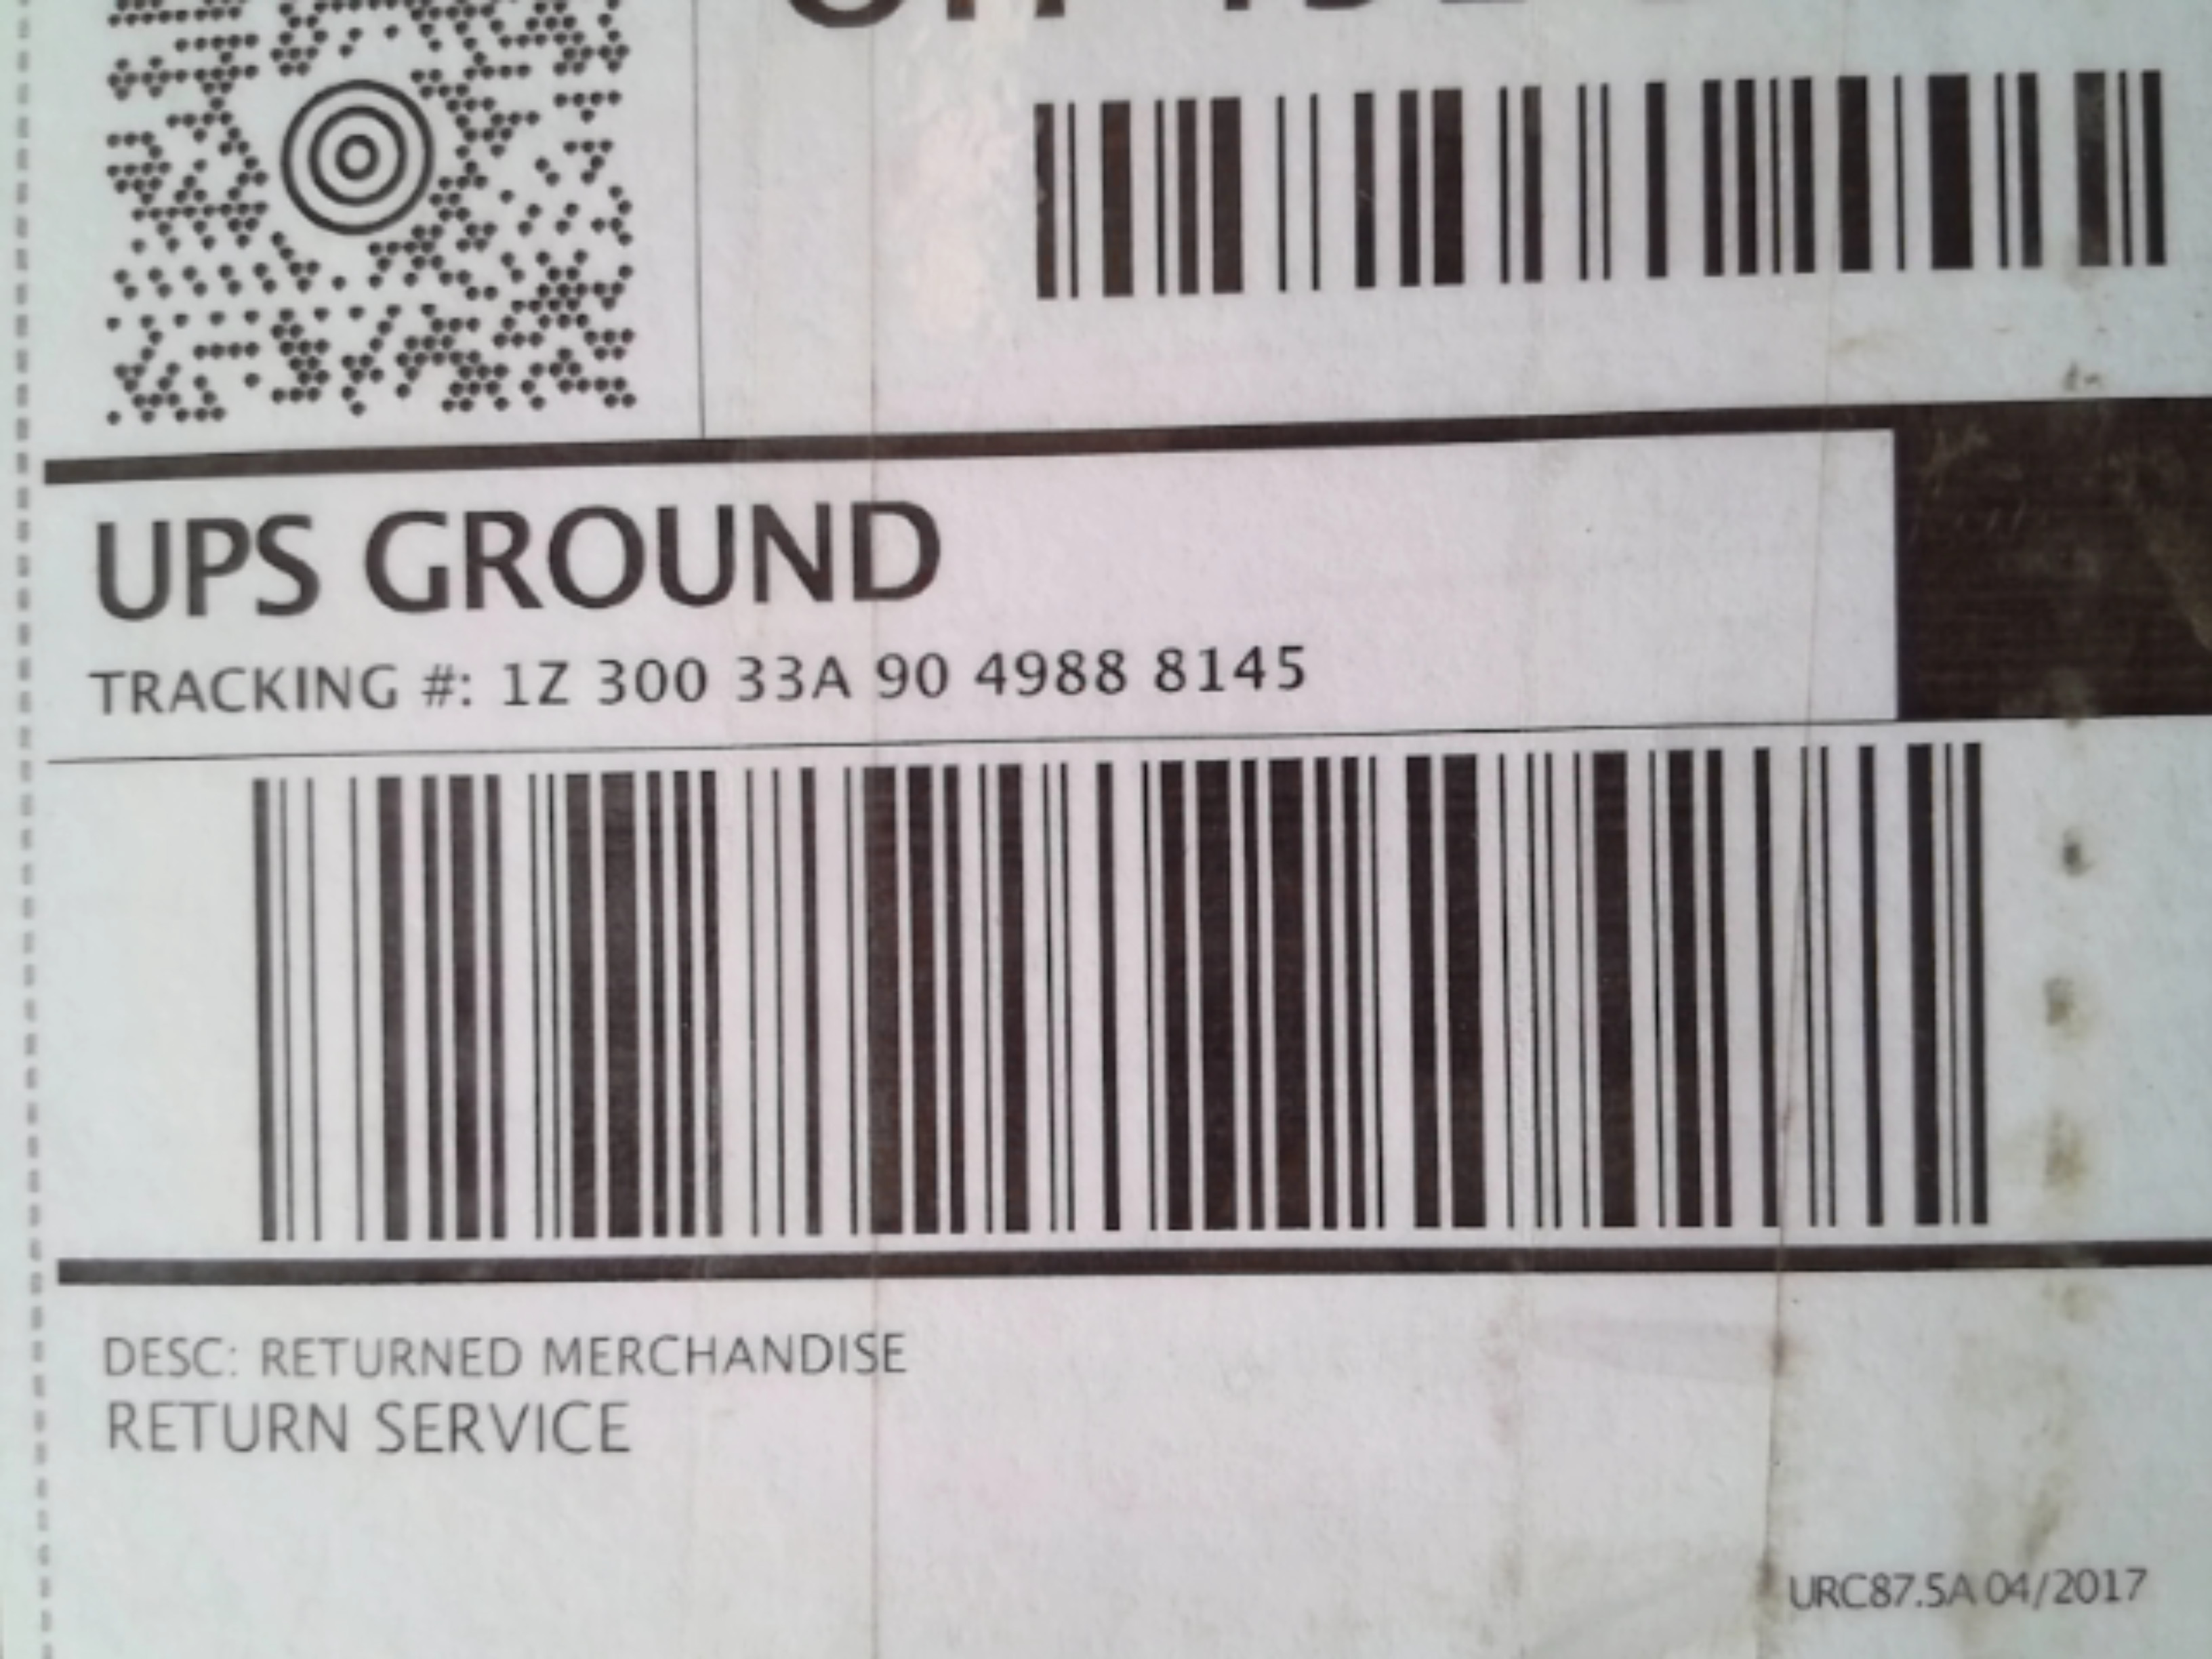 UPS GROUND
TRACKING #: 1Z 300 33A 90 4988 8145
DESC: RETURNED MERCHANDISE
RETURN SERVICE
URC87.5A 04/2017